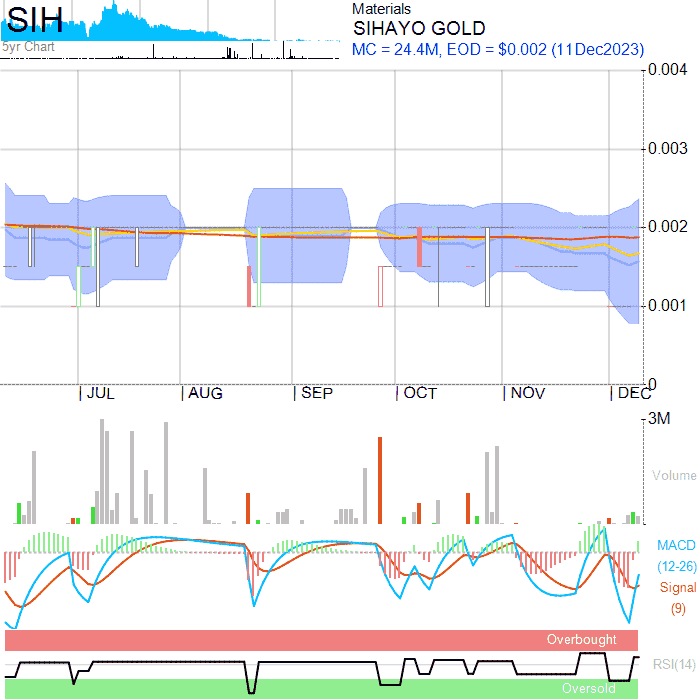 SIH
5yr Chart
Materials
SIHAYO GOLD
MC = 24.4M, EOD = $0.002 (11Dec2023)
0.004
0.003
0.002
0.001
0
JUL AUG SEP OCT NOV DEC
3M
Volume
MACD
(12-26)
Signal
(9)
Overbought
RSI(14)
Oversold